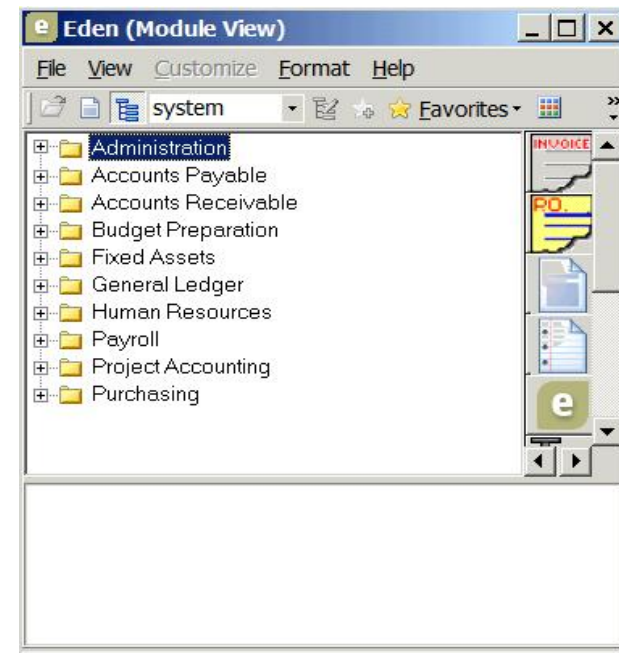 e Eden (Module View)
File View Customize Format Help
system Favorites »
Administration
Accounts Payable
Accounts Receivable
Budget Preparation
Fixed Assets
General Ledger
Human Resources
Payroll
Project Accounting
Purchasing
INVOICE
P.O.
e